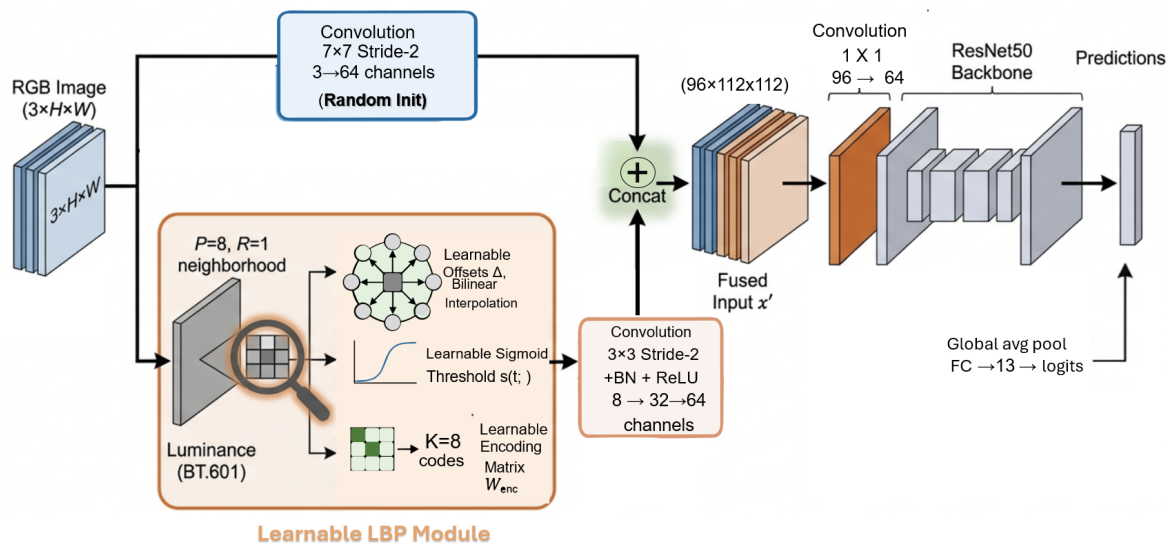 RGB Image
(3×H×W)
3×H×W
Convolution
7×7 Stride-2
3→64 channels
(Random Init)
P=8, R=1
neighborhood
Luminance
(BT.601)
Learnable
Offsets Δ,
Bilinear
Interpolation
Learnable Sigmoid
Threshold s(t; )
K=8
codes
Learnable
Encoding
Matrix
W_enc
Learnable LBP Module
Convolution
3×3 Stride-2
+BN + ReLU
8 → 32→64
channels
+
Concat
(96×112x112)
Fused
Input x′
Convolution
1 X 1
96 → 64
ResNet50
Backbone
Predictions
Global avg pool
FC →13 → logits